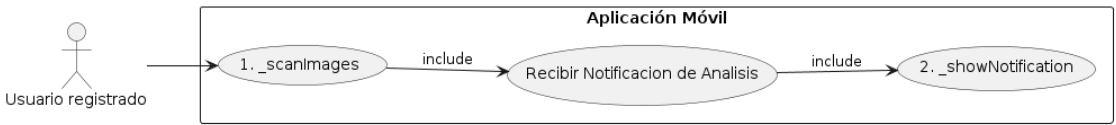 Aplicación Móvil
Usuario registrado
1. _scanImages
include
Recibir Notificacion de Analisis
include
2. _showNotification